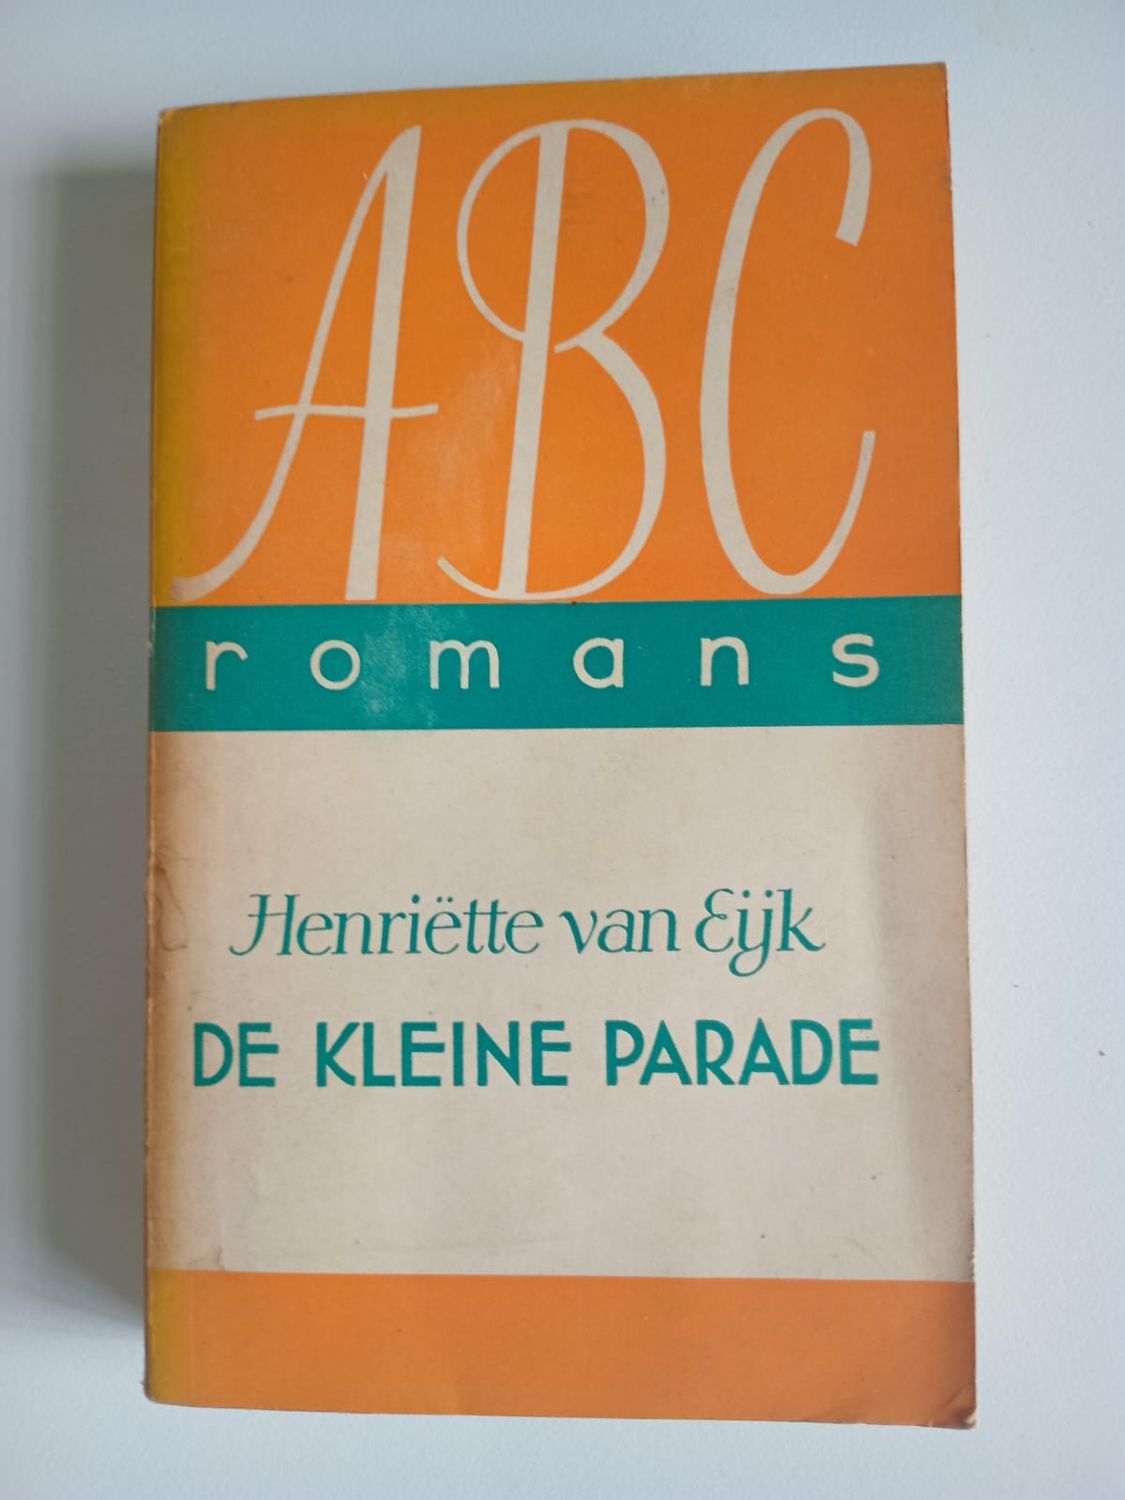 ABC
romans
Henriëtte van Eijk
DE KLEINE PARADE